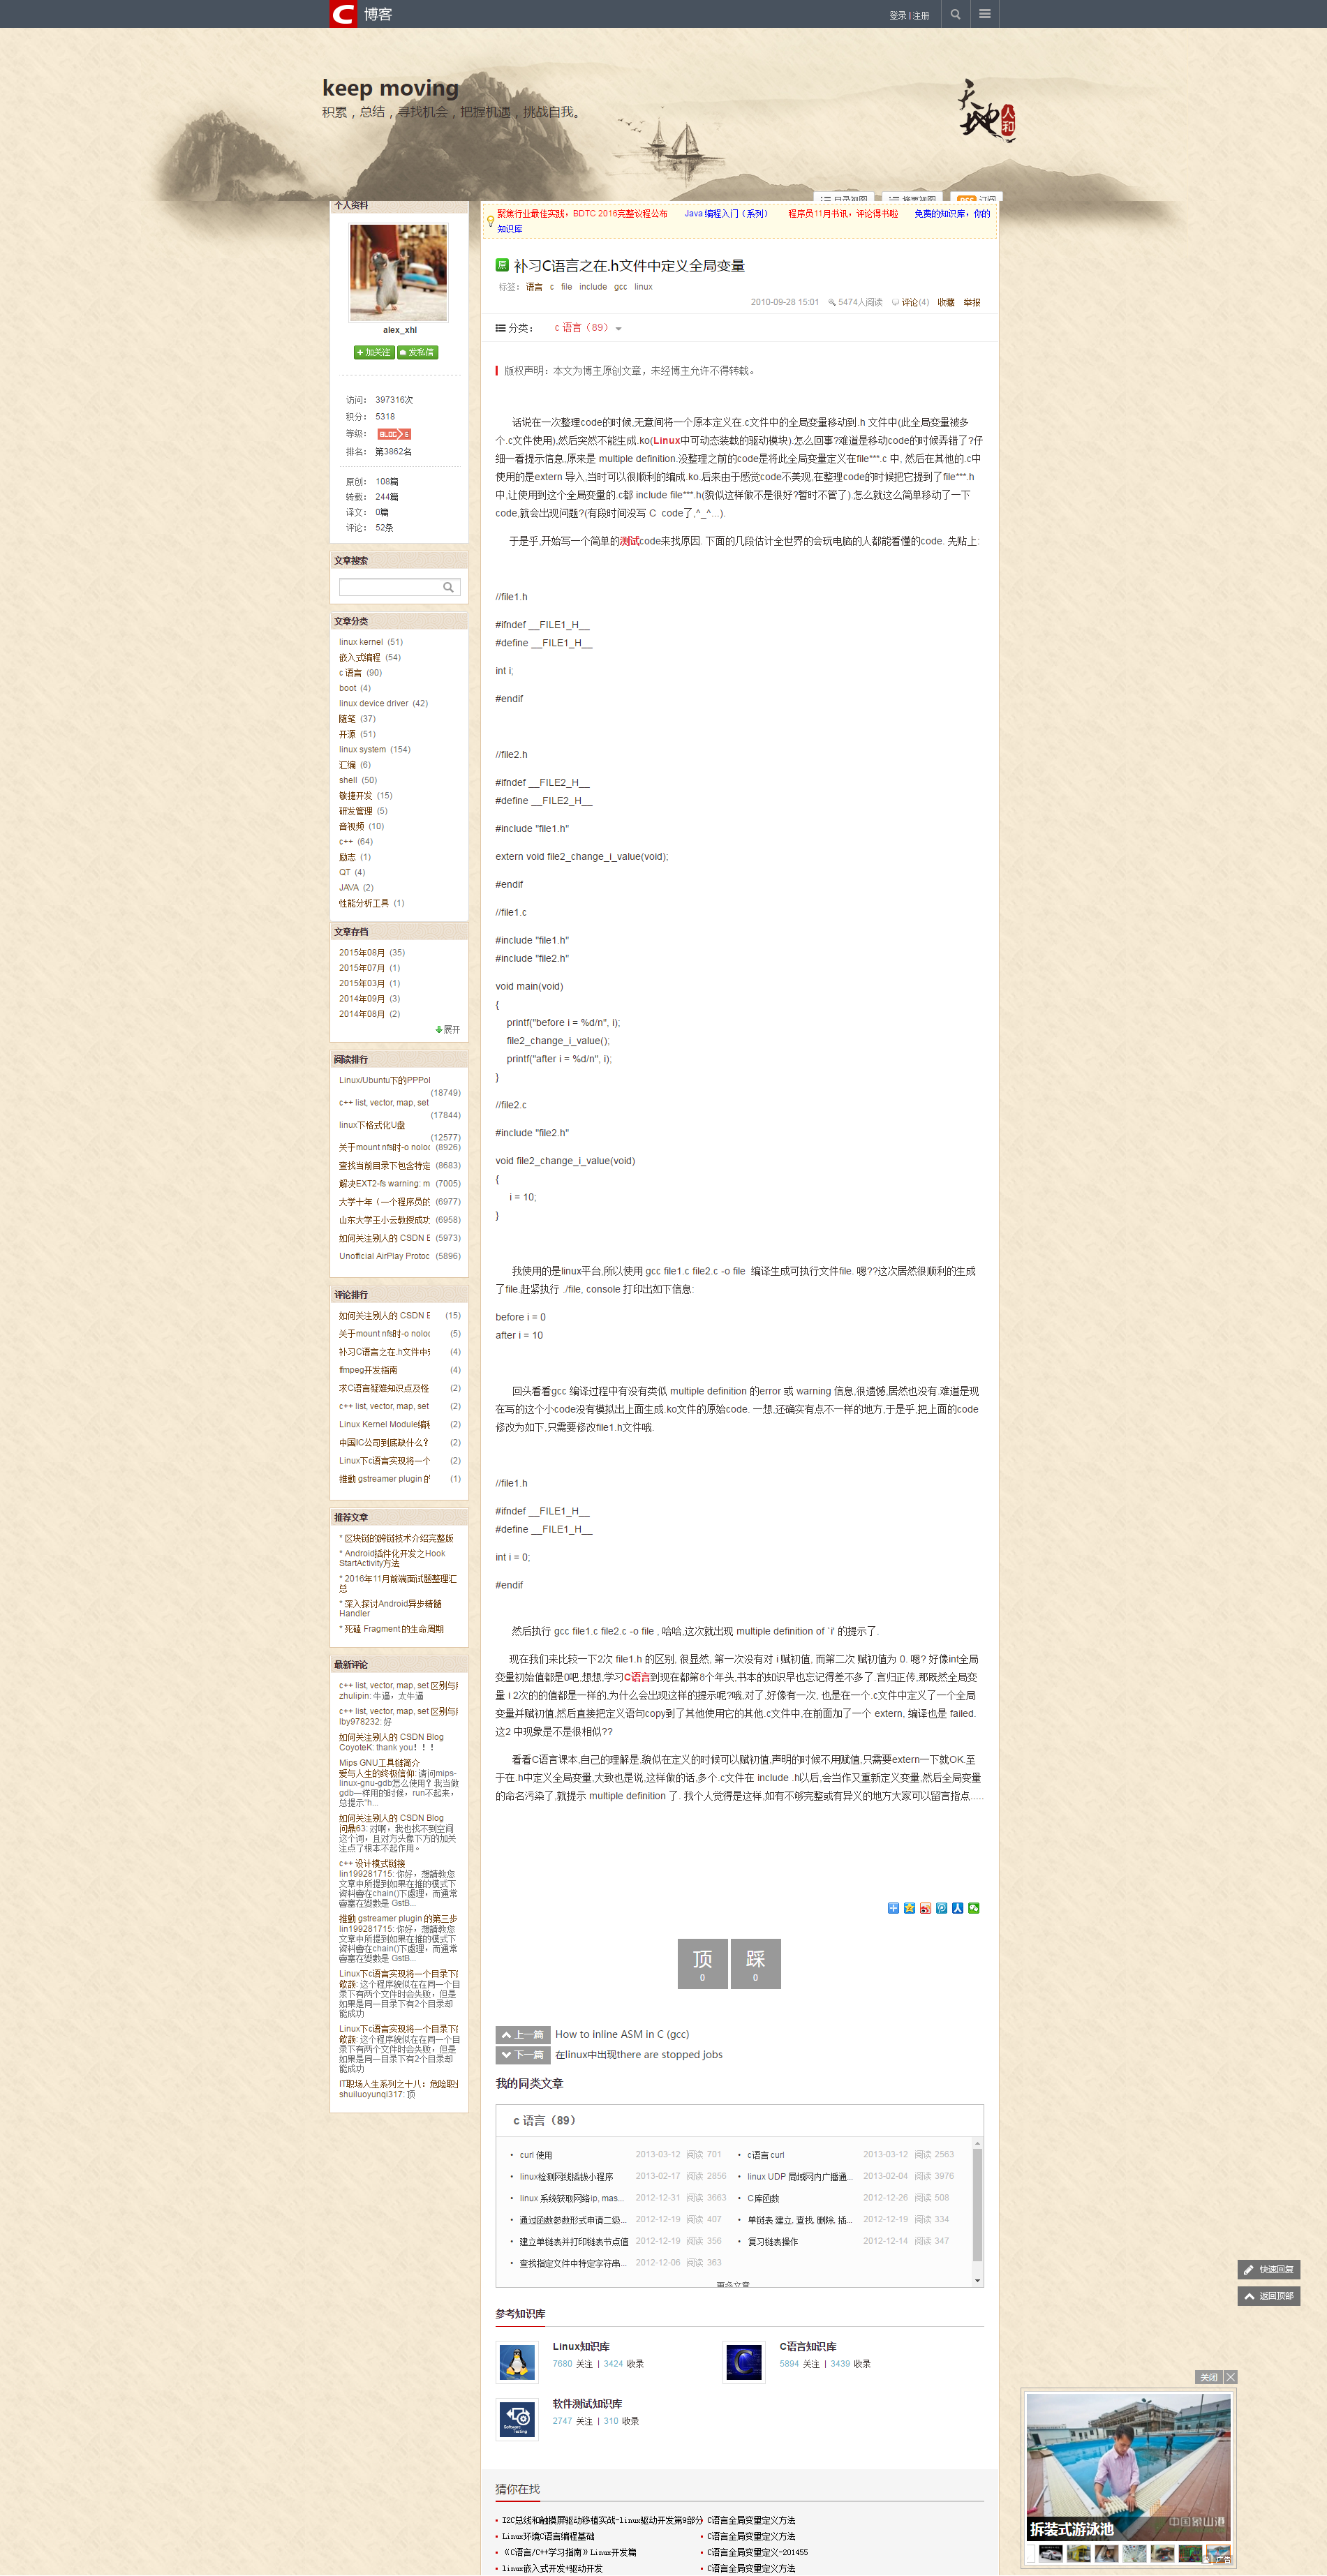 博客
登录 | 注册
keep moving
积累，总结，寻找机会，把握机遇，挑战自我。
天地
人和
目录视图
摘要视图
订阅
个人资料
alex_xhl
加关注 发私信
访问： 397316次
积分： 5318
等级： BLOG 5
排名： 第3862名
原创： 108篇
转载： 244篇
译文： 0篇
评论： 52条
文章搜索
文章分类
linux kernel (51)
嵌入式编程 (54)
c 语言 (90)
boot (4)
linux device driver (42)
随笔 (37)
开源 (51)
linux system (154)
汇编 (6)
shell (50)
敏捷开发 (15)
研发管理 (5)
音视频 (10)
c++ (64)
励志 (1)
QT (4)
JAVA (2)
性能分析工具 (1)
文章存档
2015年08月 (35)
2015年07月 (1)
2015年03月 (1)
2014年09月 (3)
2014年08月 (2)
展开
阅读排行
Linux/Ubuntu下的PPPol
(18749)
c++ list, vector, map, set
(17844)
linux下格式化U盘
(12577)
关于mount nfs时-o noloc (8926)
查找当前目录下包含特定 (8683)
解决EXT2-fs warning: m (7005)
大学十年（一个程序员的 (6977)
山东大学王小云教授成功 (6958)
如何关注别人的 CSDN E (5973)
Unofficial AirPlay Protoc (5896)
评论排行
如何关注别人的 CSDN E (15)
关于mount nfs时-o noloc (5)
补习C语言之在.h文件中 (4)
ffmpeg开发指南 (4)
求C语言疑难知识点及怪 (2)
c++ list, vector, map, set (2)
Linux Kernel Module编程 (2)
中国IC公司到底缺什么? (2)
Linux下c语言实现将一个 (2)
推動 gstreamer plugin 的 (1)
推荐文章
* 区块链的跨链技术介绍完整版
* Android插件化开发之Hook
StartActivity方法
* 2016年11月前端面试题整理汇
总
* 深入探讨Android异步精髓
Handler
* 死磕 Fragment 的生命周期
最新评论
c++ list, vector, map, set 区别与用
zhulipin: 牛逼，太牛逼
c++ list, vector, map, set 区别与用
lby978232: 好
如何关注别人的 CSDN Blog
CoyoteK: thank you！！！
Mips GNU工具链简介
爱与人生的终极信仰: 请问mips-
linux-gnu-gdb怎么使用？我当做
gdb一样用的时候，run不起来，
总提示"h...
如何关注别人的 CSDN Blog
问鼎63: 对啊，我也找不到空间
这个词，且对方头像下方的加关
注点了根本不起作用。
c++ 设计模式链接
lin199281715: 你好，想請教您
文章中所提到如果在推的模式下
資料會在chain()下處理，而通常
會塞在變數是 GstB...
推動 gstreamer plugin 的第三步
lin199281715: 你好，想請教您
文章中所提到如果在推的模式下
資料會在chain()下處理，而通常
會塞在變數是 GstB...
Linux下c语言实现将一个目录下的
欹颢: 这个程序貌似在在同一个目
录下有两个文件时会失败，但是
如果是同一目录下有2个目录却
能成功
Linux下c语言实现将一个目录下的
欹颢: 这个程序貌似在在同一个目
录下有两个文件时会失败，但是
如果是同一目录下有2个目录却
能成功
IT职场人生系列之十八：危险职业
shuiluoyunqi317: 顶
聚焦行业最佳实践，BDTC 2016完整议程公布 Java 编程入门（系列） 程序员11月书讯，评论得书啦 免费的知识库，你的
知识库
原 补习C语言之在.h文件中定义全局变量
标签： 语言 c file include gcc linux
2010-09-28 15:01 5474人阅读 评论(4) 收藏 举报
分类： c 语言（89）
版权声明：本文为博主原创文章，未经博主允许不得转载。
话说在一次整理code的时候,无意间将一个原本定义在.c文件中的全局变量移动到.h 文件中(此全局变量被多
个.c文件使用),然后突然不能生成.ko(Linux中可动态装载的驱动模块).怎么回事?难道是移动code的时候弄错了?仔
细一看提示信息,原来是 multiple definition.没整理之前的code是将此全局变量定义在file***.c 中, 然后在其他的.c中
使用的是extern 导入,当时可以很顺利的编成.ko.后来由于感觉code不美观,在整理code的时候把它提到了file***.h
中,让使用到这个全局变量的.c都 include file***.h(貌似这样做不是很好?暂时不管了).怎么就这么简单移动了一下
code,就会出现问题?(有段时间没写 C code了,^_^...).
于是乎,开始写一个简单的测试code来找原因. 下面的几段估计全世界的会玩电脑的人都能看懂的code. 先贴上:
//file1.h
#ifndef __FILE1_H__
#define __FILE1_H__
int i;
#endif
//file2.h
#ifndef __FILE2_H__
#define __FILE2_H__
#include "file1.h"
extern void file2_change_i_value(void);
#endif
//file1.c
#include "file1.h"
#include "file2.h"
void main(void)
{
printf("before i = %d/n", i);
file2_change_i_value();
printf("after i = %d/n", i);
}
//file2.c
#include "file2.h"
void file2_change_i_value(void)
{
i = 10;
}
我使用的是linux平台,所以使用 gcc file1.c file2.c -o file 编译生成可执行文件file. 嗯??这次居然很顺利的生成
了file.赶紧执行 ./file, console 打印出如下信息:
before i = 0
after i = 10
回头看看gcc 编译过程中有没有类似 multiple definition 的error 或 warning 信息,很遗憾,居然也没有.难道是现
在写的这个小code没有模拟出上面生成.ko文件的原始code. 一想,还确实有点不一样的地方,于是乎,把上面的code
修改为如下,只需要修改file1.h文件哦.
//file1.h
#ifndef __FILE1_H__
#define __FILE1_H__
int i = 0;
#endif
然后执行 gcc file1.c file2.c -o file , 哈哈,这次就出现 multiple definition of `i' 的提示了.
现在我们来比较一下2次 file1.h 的区别, 很显然, 第一次没有对 i 赋初值, 而第二次 赋初值为 0. 嗯? 好像int全局
变量初始值都是0吧,想想,学习C语言到现在都第8个年头,书本的知识早也忘记得差不多了.言归正传,那既然全局变
量 i 2次的的值都是一样的,为什么会出现这样的提示呢?哦,对了,好像有一次, 也是在一个.c文件中定义了一个全局
变量并赋初值,然后直接把定义语句copy到了其他使用它的其他.c文件中,在前面加了一个 extern, 编译也是 failed.
这2 中现象是不是很相似??
看看C语言课本,自己的理解是,貌似在定义的时候可以赋初值,声明的时候不用赋值,只需要extern一下就OK.至
于在.h中定义全局变量,大致也是说,这样做的话,多个.c文件在 include .h以后,会当作又重新定义变量,然后全局变量
的命名污染了,就提示 multiple definition 了. 我个人觉得是这样,如有不够完整或有异义的地方大家可以留言指点.....
顶 踩
0 0
上一篇 How to inline ASM in C (gcc)
下一篇 在linux中出现there are stopped jobs
我的同类文章
c 语言（89）
• curl 使用 2013-03-12 阅读 701 • c语言 curl 2013-03-12 阅读 2563
• linux检测网线插拔小程序 2013-02-17 阅读 2856 • linux UDP 局域网内广播通... 2013-02-04 阅读 3976
• linux 系统获取网络ip, mas... 2012-12-31 阅读 3663 • C库函数 2012-12-26 阅读 508
• 通过函数参数形式申请二级... 2012-12-19 阅读 407 • 单链表 建立, 查找, 删除, 插... 2012-12-19 阅读 334
• 建立单链表并打印链表节点值 2012-12-19 阅读 356 • 复习链表操作 2012-12-14 阅读 347
• 查找指定文件中特定字符串... 2012-12-06 阅读 363
更多文章
参考知识库
Linux知识库
7680 关注 | 3424 收录
C语言知识库
5894 关注 | 3439 收录
软件测试知识库
2747 关注 | 310 收录
Software Testing
猜你在找
I2C总线和触摸屏驱动移植实战-linux驱动开发第9部分 C语言全局变量定义方法
Linux环境C语言编程基础 C语言全局变量定义方法
《C语言/C++学习指南》Linux开发篇 C语言全局变量定义-201455
linux嵌入式开发+驱动开发 C语言全局变量定义方法
快速回复
返回顶部
关闭
中国象山港
拆装式游泳池
广告